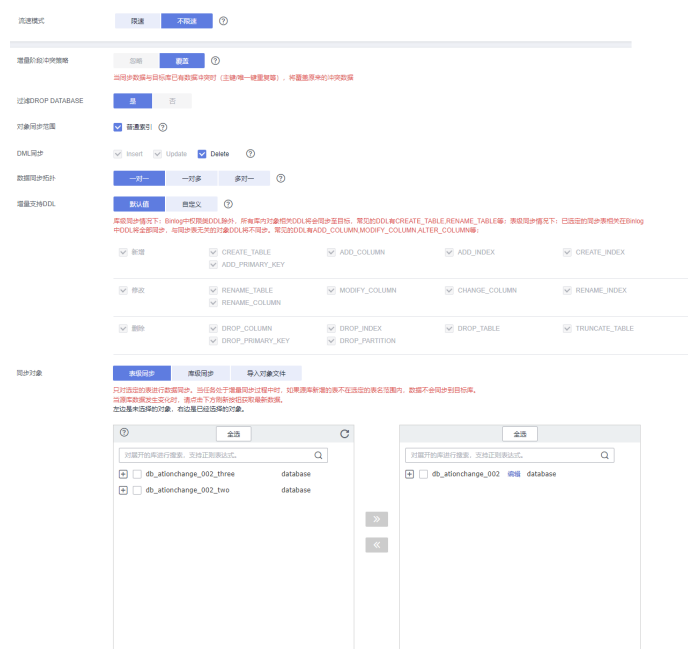 流速模式 限速 不限速
增量阶段冲突策略 忽略 覆盖
当同步数据与目标库已有数据冲突时（主键/唯一键重复等），将覆盖原来的冲突数据
过滤DROP DATABASE 是 否
对象同步范围 普通索引
DML同步 Insert Update Delete
数据同步拓扑 一对一 一对多 多对一
增量支持DDL 默认值 自定义
库级同步情况下：Binlog中权限类DDL除外，所有库内对象相关DDL将会同步至目标，常见的DDL有CREATE_TABLE,RENAME_TABLE等；表级同步情况下：已选定的同步表相关在Binlog
中DDL将全部同步，与同步表无关的对象DDL将不同步。常见的DDL有ADD_COLUMN,MODIFY_COLUMN,ALTER_COLUMN等；
新增 CREATE_TABLE ADD_COLUMN ADD_INDEX CREATE_INDEX
ADD_PRIMARY_KEY
修改 RENAME_TABLE MODIFY_COLUMN CHANGE_COLUMN RENAME_INDEX
RENAME_COLUMN
删除 DROP_COLUMN DROP_INDEX DROP_TABLE TRUNCATE_TABLE
DROP_PRIMARY_KEY DROP_PARTITION
同步对象 表级同步 库级同步 导入对象文件
只对选定的表进行数据同步。当任务处于增量同步过程中时，如果源库新增的表不在选定的表名范围内，数据不会同步到目标库。
当源库数据发生变化时，请点击下方刷新按钮获取最新数据。
左边是未选择的对象，右边是已经选择的对象。
全选 全选
对展开的库进行搜索，支持正则表达式。 对展开的库进行搜索，支持正则表达式。
db_ationchange_002_three database db_ationchange_002 编辑 database
db_ationchange_002_two database